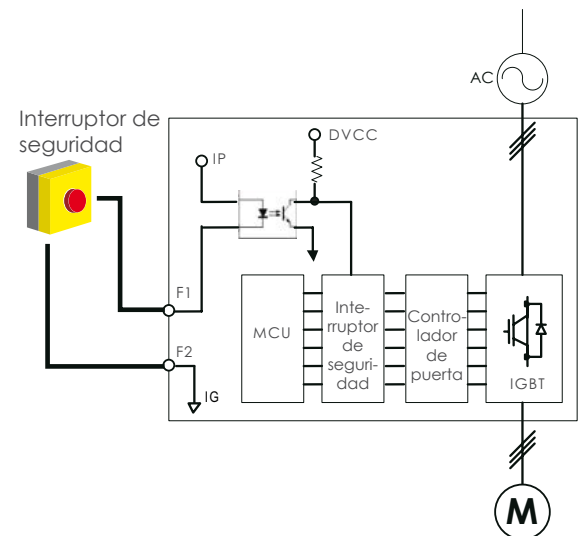 AC
Interruptor de
seguridad
DVCC
IP
F1
MCU
Inte-
rruptor
de
seguri-
dad
Contro-
lador
de
puerta
IGBT
F2
IG
M